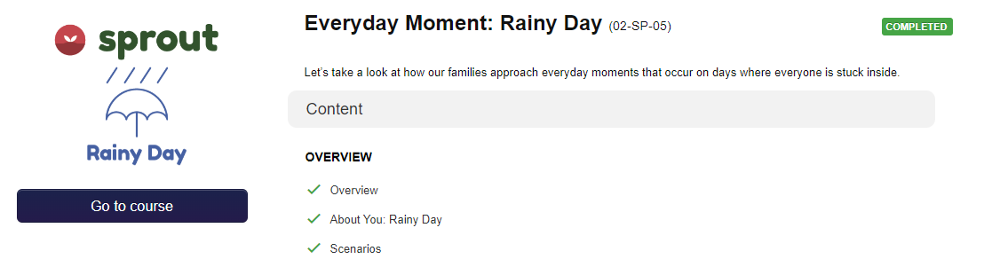 sprout
Rainy Day
Go to course
Everyday Moment: Rainy Day (02-SP-05)
COMPLETED
Let's take a look at how our families approach everyday moments that occur on days where everyone is stuck inside.
Content
OVERVIEW
Overview
About You: Rainy Day
Scenarios